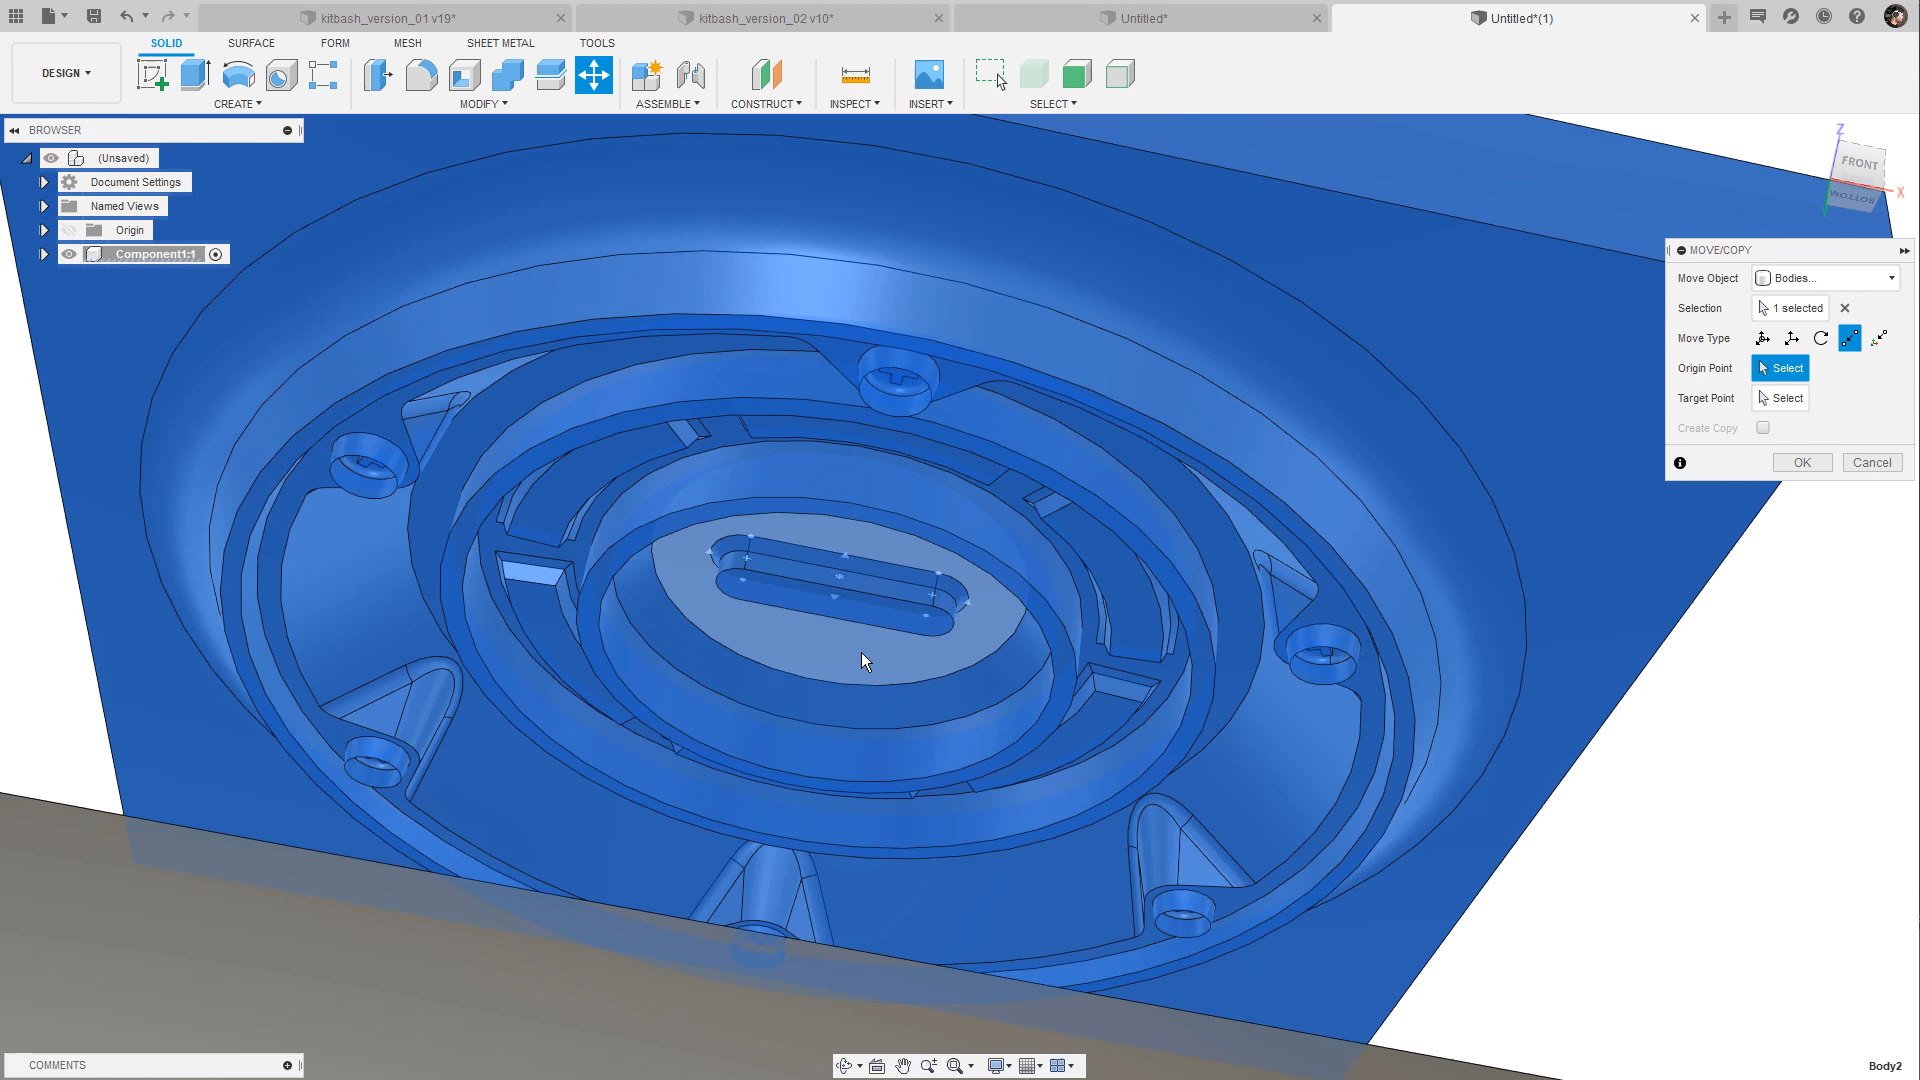 kitbash_version_01 v19*
kitbash_version_02 v10*
Untitled*
Untitled*(1)
DESIGN
SOLID
SURFACE
FORM
MESH
SHEET METAL
TOOLS
CREATE
MODIFY
ASSEMBLE
CONSTRUCT
INSPECT
INSERT
SELECT
BROWSER
(Unsaved)
Document Settings
Named Views
Origin
Component1:1
Z
FRONT
X
BOTTOM
Y
MOVE/COPY
Move Object
Bodies...
Selection
1 selected
Move Type
Origin Point
Select
Target Point
Select
Create Copy
OK
Cancel
COMMENTS
Body2